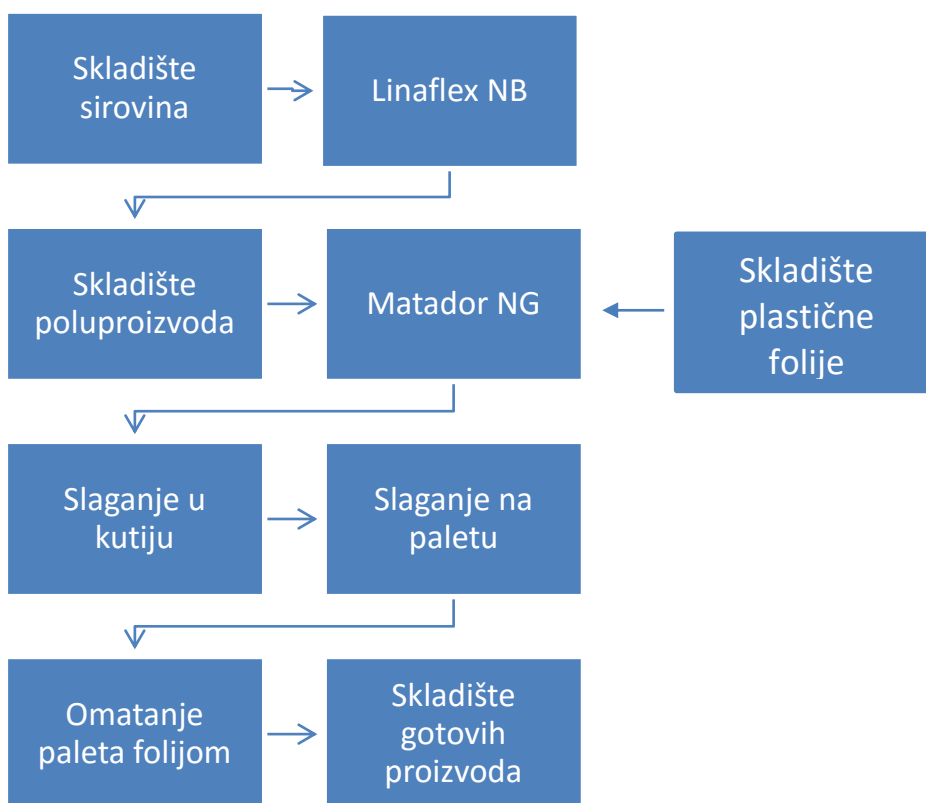 Skladište
sirovina
Linaflex NB
Skladište
poluproizvoda
Matador NG
Skladište
plastične
folije
Slaganje u
kutiju
Slaganje na
paletu
Omatanje
paleta folijom
Skladište
gotovih
proizvoda